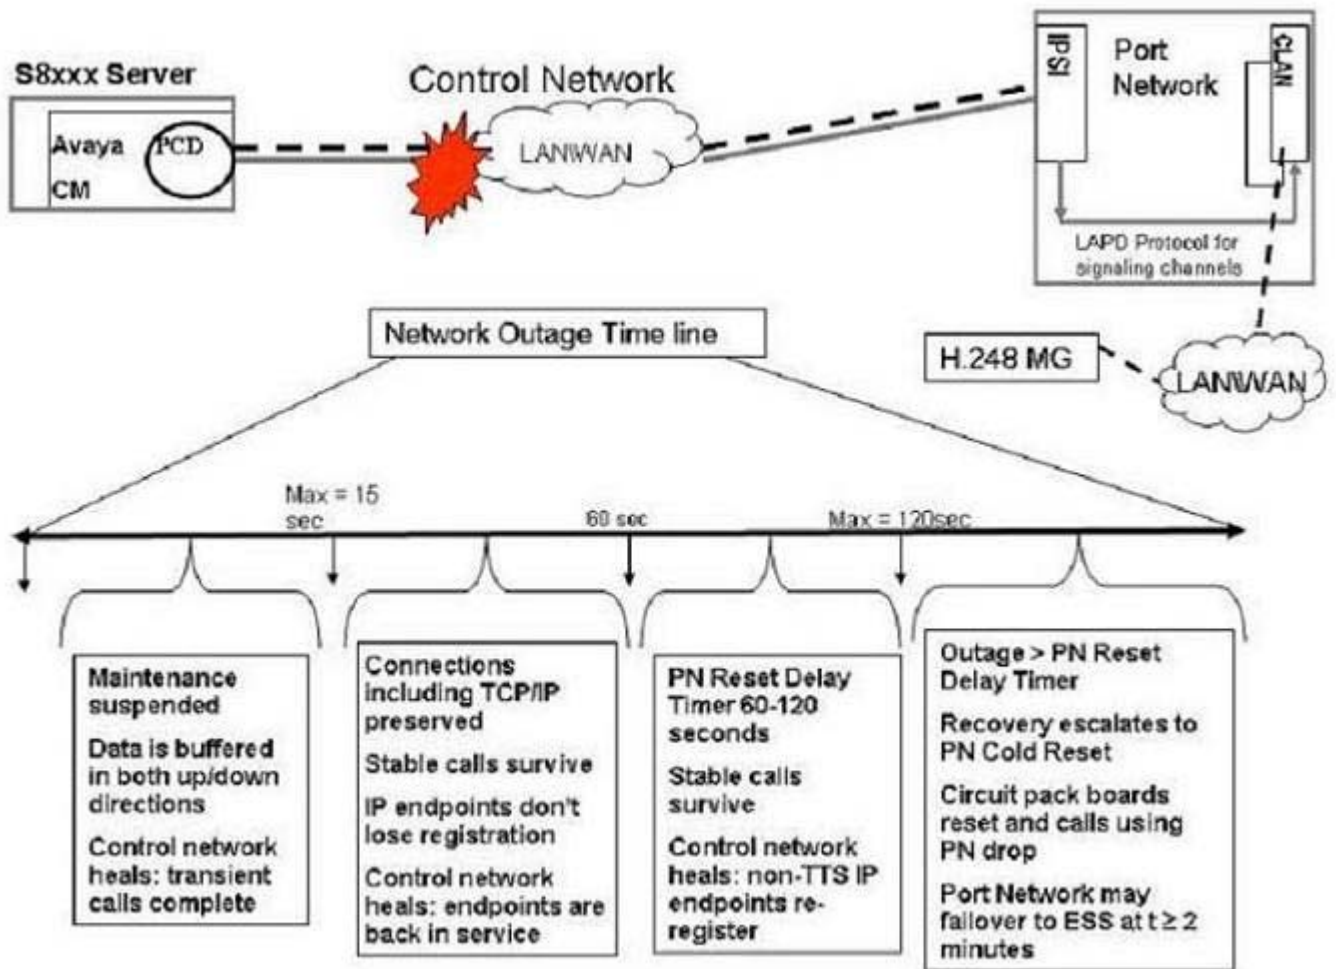 S8xxx Server
Avaya
CM
PCD
Control Network
LANWAN
IPSI
Port
Network
CLAN
LAPD Protocol for
signaling channels
Network Outage Time line
H.248 MG
LANWAN
Max = 15
sec
60 sec
Max = 120sec
Maintenance
suspended
Data is buffered
in both up/down
directions
Control network
heals: transient
calls complete
Connections
including TCP/IP
preserved
Stable calls survive
IP endpoints don't
lose registration
Control network
heals: endpoints are
back in service
PN Reset Delay
Timer 60-120
seconds
Stable calls
survive
Control network
heals: non-TTS IP
endpoints re-
register
Outage > PN Reset
Delay Timer
Recovery escalates to
PN Cold Reset
Circuit pack boards
reset and calls using
PN drop
Port Network may
failover to ESS at t ≥ 2
minutes